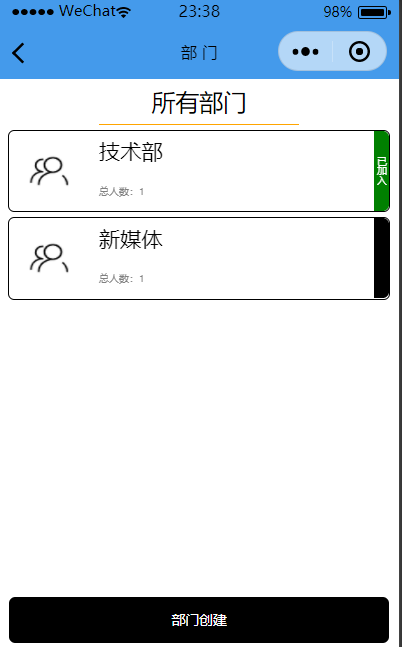 WeChat 23:38 98%
部 门
所有部门
技术部
总人数：1
已加入
新媒体
总人数：1
部门创建